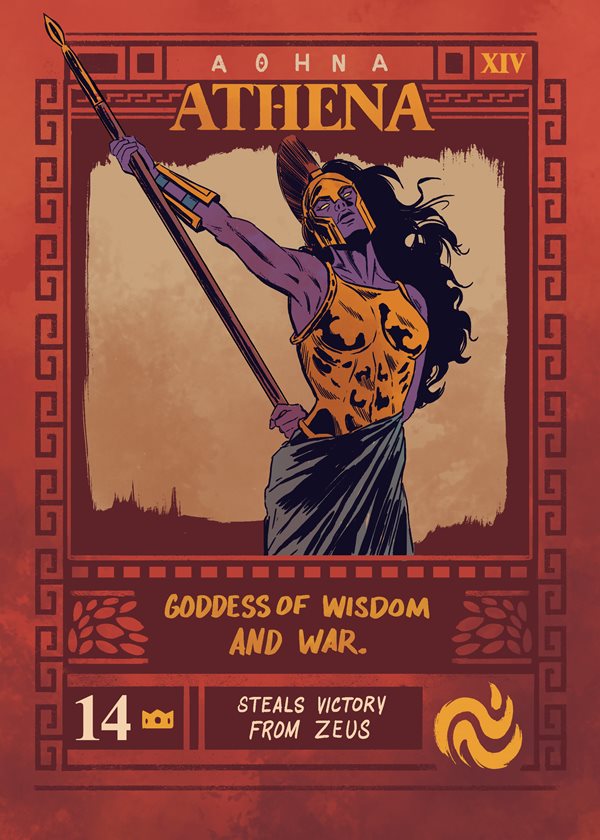 ΑΘΗΝΑ
XIV
ATHENA
GODDESS OF WISDOM
AND WAR.
14
STEALS VICTORY
FROM ZEUS